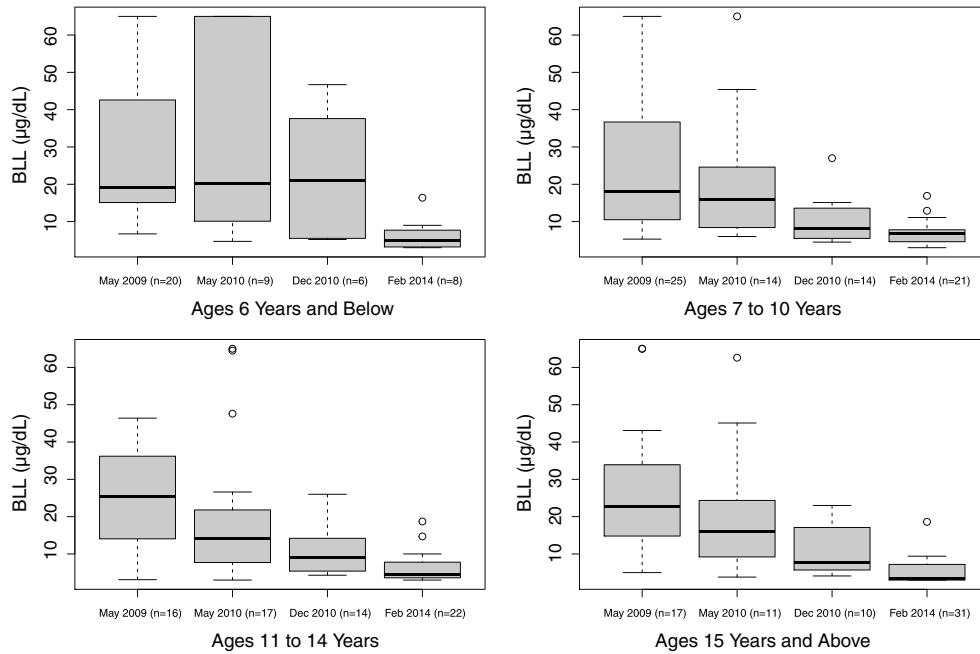 BLL (µg/dL)
60
50
40
30
20
10
May 2009 (n=20) May 2010 (n=9) Dec 2010 (n=6) Feb 2014 (n=8)
Ages 6 Years and Below
BLL (µg/dL)
60
50
40
30
20
10
May 2009 (n=25) May 2010 (n=14) Dec 2010 (n=14) Feb 2014 (n=21)
Ages 7 to 10 Years
BLL (µg/dL)
60
50
40
30
20
10
May 2009 (n=16) May 2010 (n=17) Dec 2010 (n=14) Feb 2014 (n=22)
Ages 11 to 14 Years
BLL (µg/dL)
60
50
40
30
20
10
May 2009 (n=17) May 2010 (n=11) Dec 2010 (n=10) Feb 2014 (n=31)
Ages 15 Years and Above